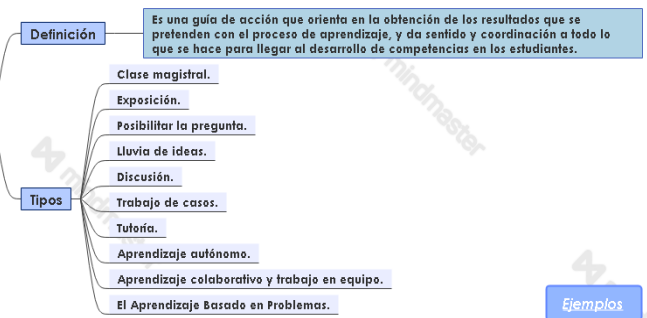 Definición
Es una guía de acción que orienta en la obtención de los resultados que se
pretenden con el proceso de aprendizaje, y da sentido y coordinación a todo lo
que se hace para llegar al desarrollo de competencias en los estudiantes.
Tipos
Clase magistral.
Exposición.
Posibilitar la pregunta.
Lluvia de ideas.
Discusión.
Trabajo de casos.
Tutoría.
Aprendizaje autónomo.
Aprendizaje colaborativo y trabajo en equipo.
El Aprendizaje Basado en Problemas.
Ejemplos
mindmaster
mindmaster